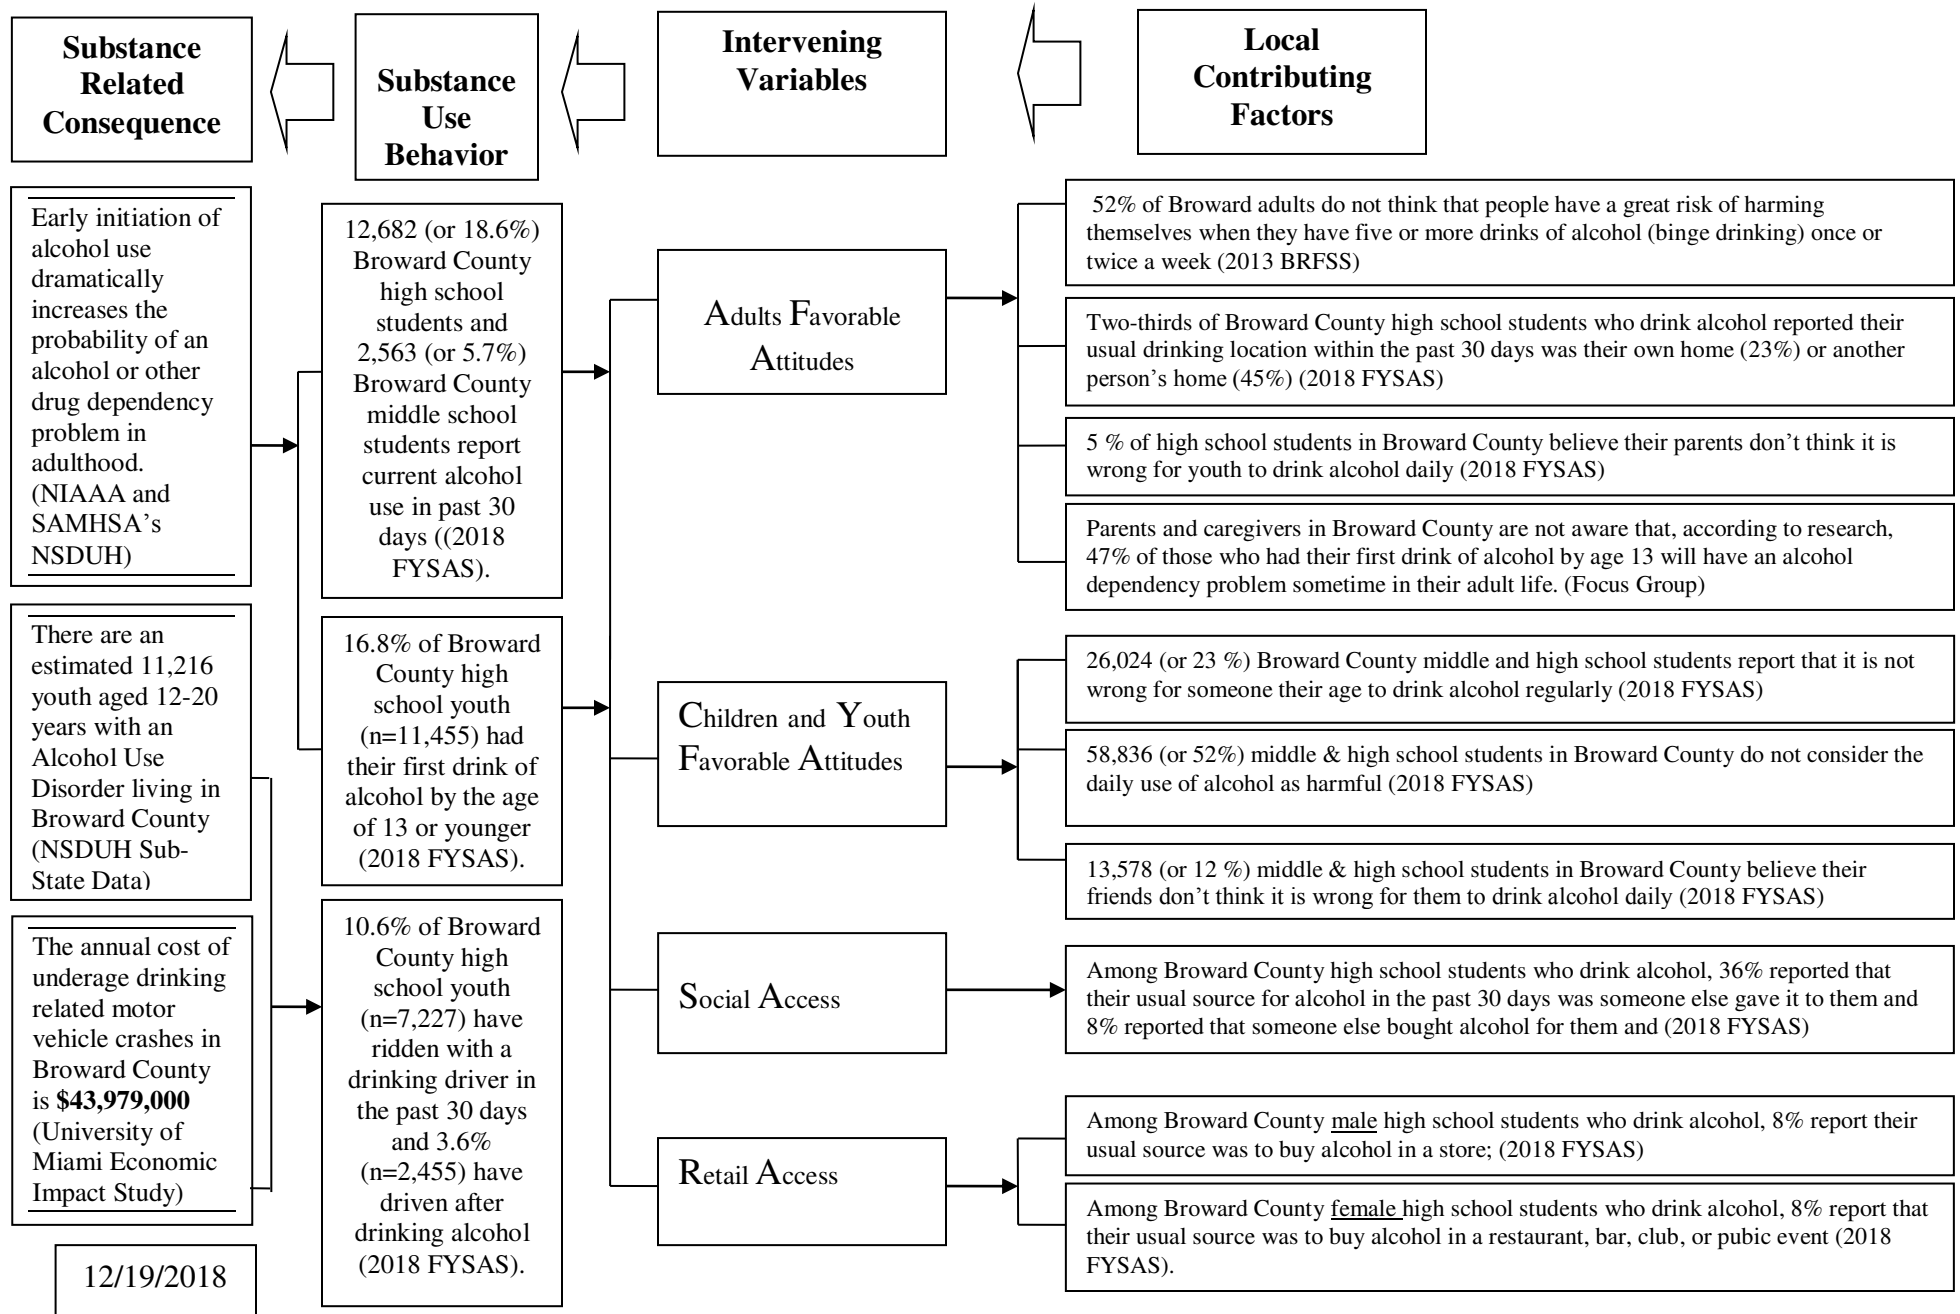 Substance
Related
Consequence
Substance
Use
Behavior
Intervening
Variables
Local
Contributing
Factors
Early initiation of
alcohol use
dramatically
increases the
probability of an
alcohol or other
drug dependency
problem in
adulthood.
(NIAAA and
SAMHSA’s
NSDUH)
There are an
estimated 11,216
youth aged 12-20
years with an
Alcohol Use
Disorder living in
Broward County
(NSDUH Sub-
State Data)
The annual cost of
underage drinking
related motor
vehicle crashes in
Broward County
is $43,979,000
(University of
Miami Economic
Impact Study)
12/19/2018
12,682 (or 18.6%)
Broward County
high school
students and
2,563 (or 5.7%)
Broward County
middle school
students report
current alcohol
use in past 30
days ((2018
FYSAS).
16.8% of Broward
County high
school youth
(n=11,455) had
their first drink of
alcohol by the age
of 13 or younger
(2018 FYSAS).
10.6% of Broward
County high
school youth
(n=7,227) have
ridden with a
drinking driver in
the past 30 days
and 3.6%
(n=2,455) have
driven after
drinking alcohol
(2018 FYSAS).
Adults Favorable
Attitudes
Children and Youth
Favorable Attitudes
Social Access
Retail Access
52% of Broward adults do not think that people have a great risk of harming
themselves when they have five or more drinks of alcohol (binge drinking) once or
twice a week (2013 BRFSS)
Two-thirds of Broward County high school students who drink alcohol reported their
usual drinking location within the past 30 days was their own home (23%) or another
person’s home (45%) (2018 FYSAS)
5 % of high school students in Broward County believe their parents don’t think it is
wrong for youth to drink alcohol daily (2018 FYSAS)
Parents and caregivers in Broward County are not aware that, according to research,
47% of those who had their first drink of alcohol by age 13 will have an alcohol
dependency problem sometime in their adult life. (Focus Group)
26,024 (or 23 %) Broward County middle and high school students report that it is not
wrong for someone their age to drink alcohol regularly (2018 FYSAS)
58,836 (or 52%) middle & high school students in Broward County do not consider the
daily use of alcohol as harmful (2018 FYSAS)
13,578 (or 12 %) middle & high school students in Broward County believe their
friends don’t think it is wrong for them to drink alcohol daily (2018 FYSAS)
Among Broward County high school students who drink alcohol, 36% reported that
their usual source for alcohol in the past 30 days was someone else gave it to them and
8% reported that someone else bought alcohol for them and (2018 FYSAS)
Among Broward County male high school students who drink alcohol, 8% report their
usual source was to buy alcohol in a store; (2018 FYSAS)
Among Broward County female high school students who drink alcohol, 8% report that
their usual source was to buy alcohol in a restaurant, bar, club, or pubic event (2018
FYSAS).